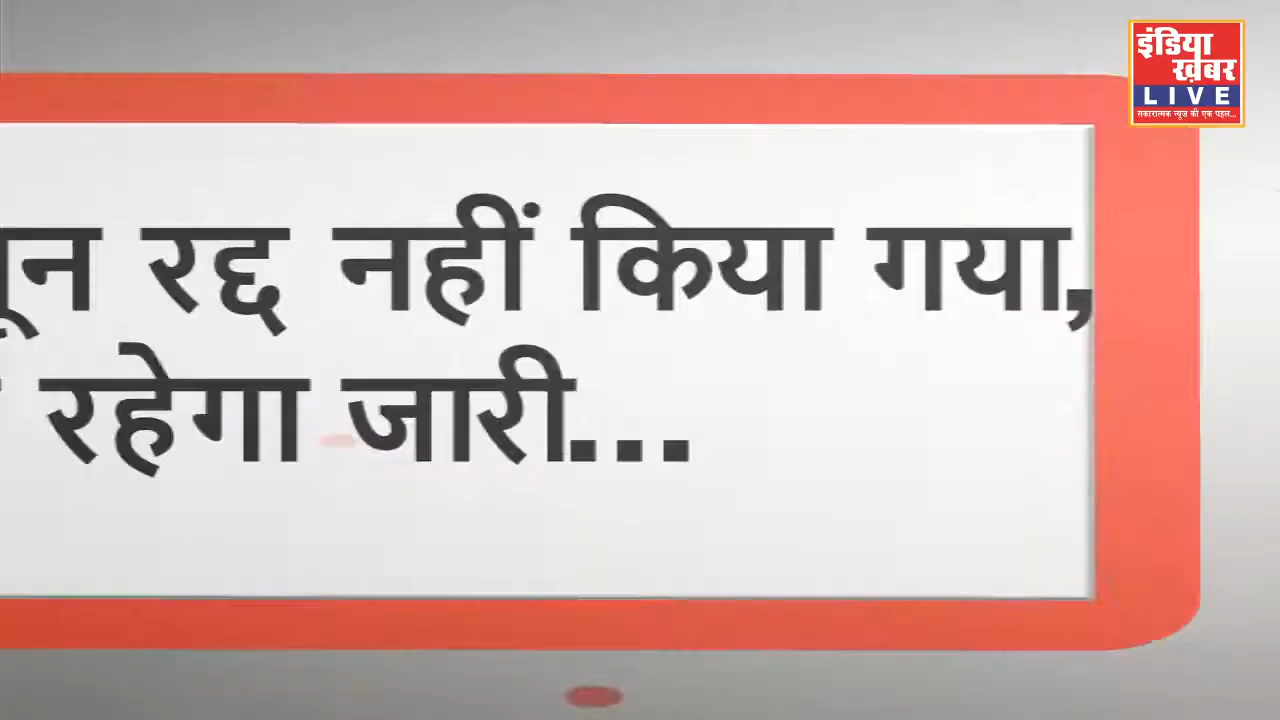 इंडिया
ख़बर
LIVE
सकारात्मक न्यूज़ की एक पहल...
रद्द नहीं किया गया,
रहेगा जारी...